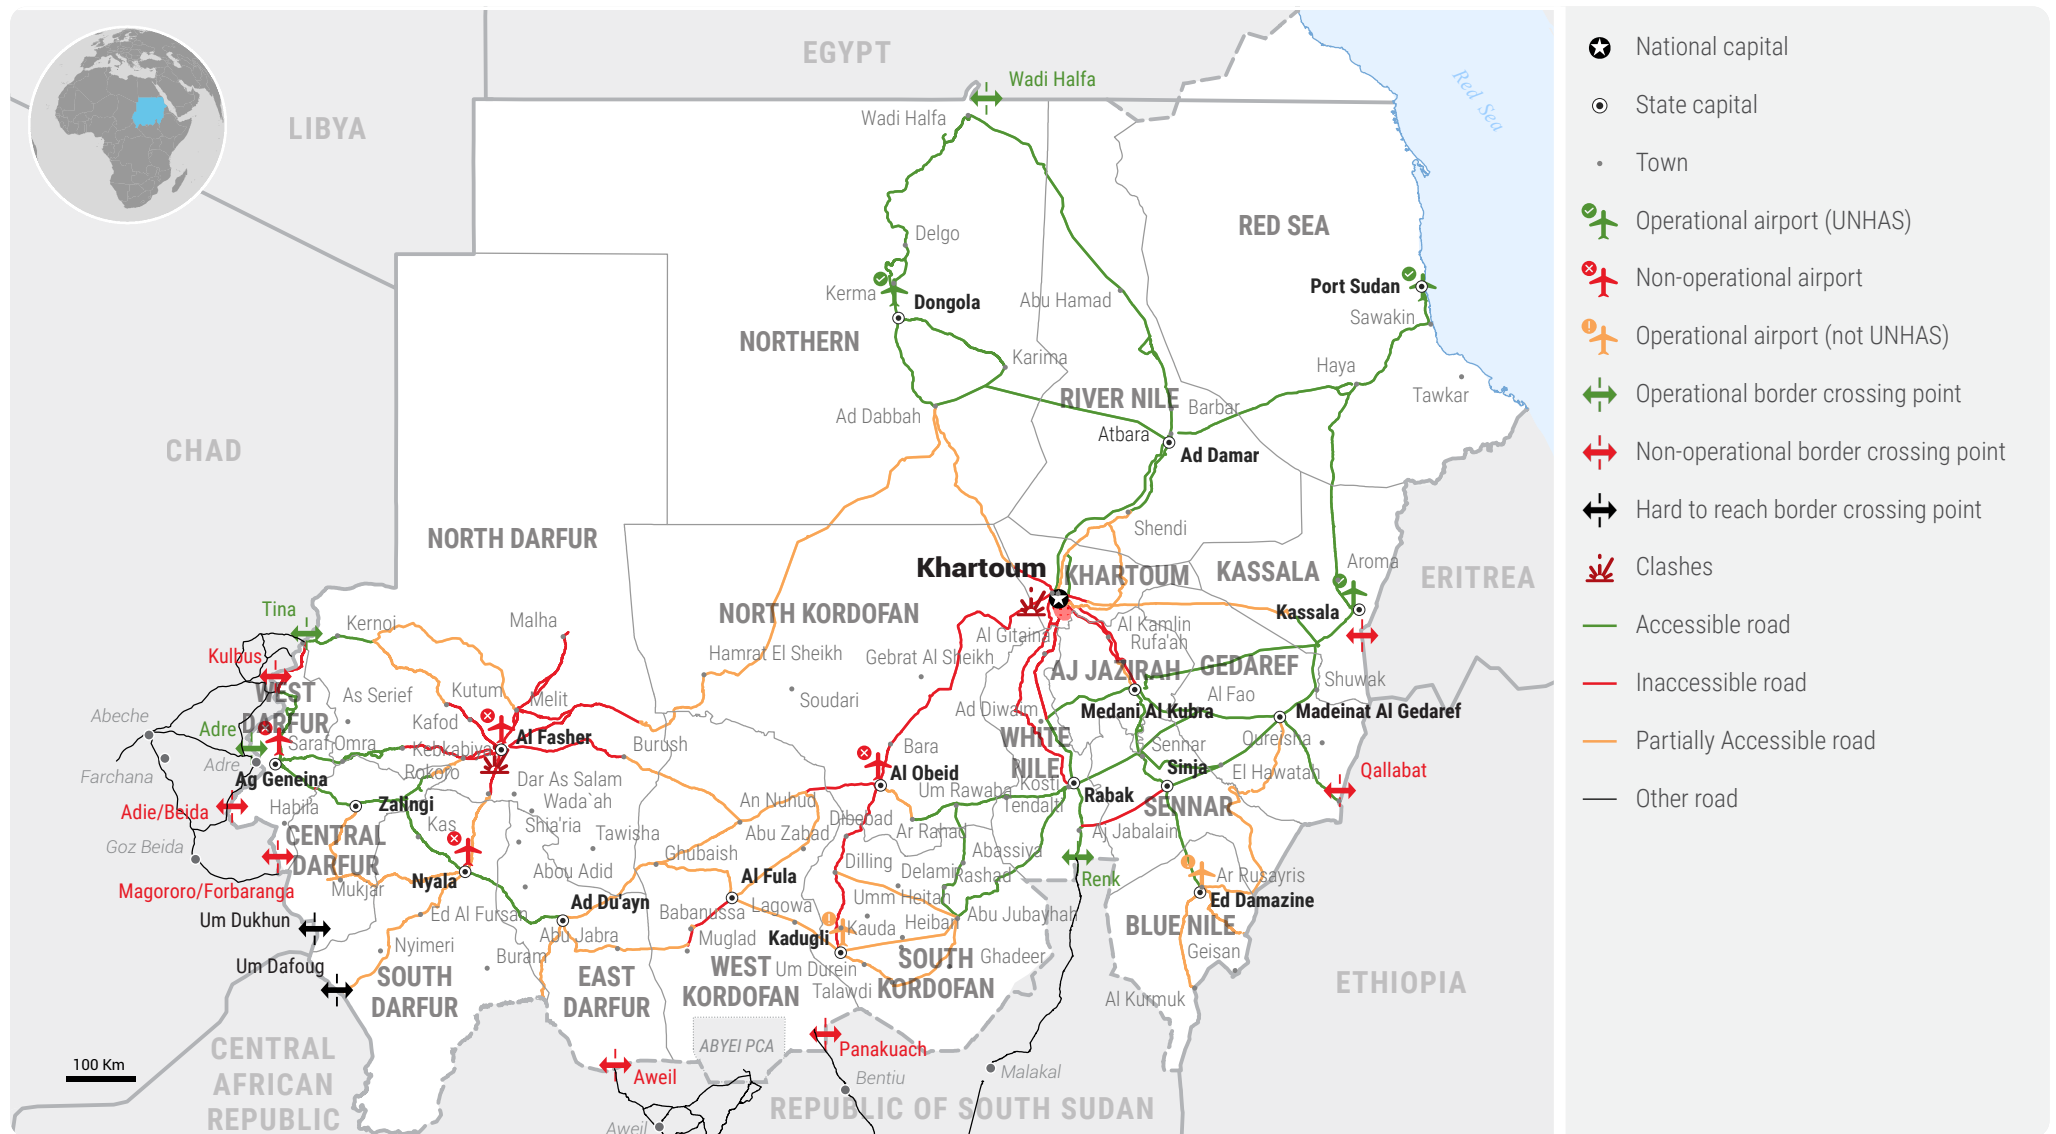 EGYPT
Wadi Halfa
Wadi Halfa
LIBYA
Red Sea
RED SEA
Delgo
Kerma
Dongola
Abu Hamad
Port Sudan
Sawakin
NORTHERN
Karima
Haya
Tawkar
RIVER NILE
Barbar
Ad Dabbah
Atbara
Ad Damar
CHAD
NORTH DARFUR
Shendi
Khartoum
KHARTOUM
KASSALA
Aroma
ERITREA
Tina
Kernoi
Malha
NORTH KORDOFAN
Kassala
Al Gitaina
Al Kamlin
Rufa'ah
Kulbus
Hamrat El Sheikh
Gebrat Al Sheikh
AJ JAZIRAH
GEDAREF
WEST
DARFUR
As Serief
Kutum
Melit
Soudari
Shuwak
Al Fao
Abeche
Adre
Kafod
Ad Diwaim
Medani Al Kubra
Madeinat Al Gedaref
Saraf Omra
Kebkabiya
Al Fasher
Burush
Bara
WHITE
NILE
Sennar
Qureisha
Farchana
Adre
Ag Geneina
Rokoro
Dar As Salam
Al Obeid
Kosti
Sinja
El Hawatah
Qallabat
Adie/Beida
Habila
Zalingi
Wada`ah
An Nuhud
Um Rawaba
Tendalti
Rabak
SENNAR
Goz Beida
CENTRAL
DARFUR
Kas
Shia'ria
Tawisha
Abu Zabad
Dibebad
Ar Rahad
Aj Jabalain
Ghubaish
Dilling
Abassiya
Magororo/Forbaranga
Mukjar
Nyala
Abou Adid
Al Fula
Delami
Rashad
Renk
Ar Rusayris
Um Dukhun
Ed Al Fursan
Ad Du'ayn
Babanussa
Lagowa
Umm Heitan
Ed Damazine
Abu Jabra
Kadugli
Kauda
Heiban
Abu Jubayhah
BLUE NILE
Nyimeri
Muglad
Geisan
Um Dafoug
Buram
SOUTH
DARFUR
EAST
DARFUR
WEST
KORDOFAN
Um Durein
SOUTH
KORDOFAN
Ghadeer
Talawdi
Al Kurmuk
ETHIOPIA
CENTRAL
AFRICAN
REPUBLIC
ABYEI PCA
Panakuach
100 Km
Aweil
Bentiu
Malakal
REPUBLIC OF SOUTH SUDAN
Aweil
National capital
State capital
Town
Operational airport (UNHAS)
Non-operational airport
Operational airport (not UNHAS)
Operational border crossing point
Non-operational border crossing point
Hard to reach border crossing point
Clashes
Accessible road
Inaccessible road
Partially Accessible road
Other road